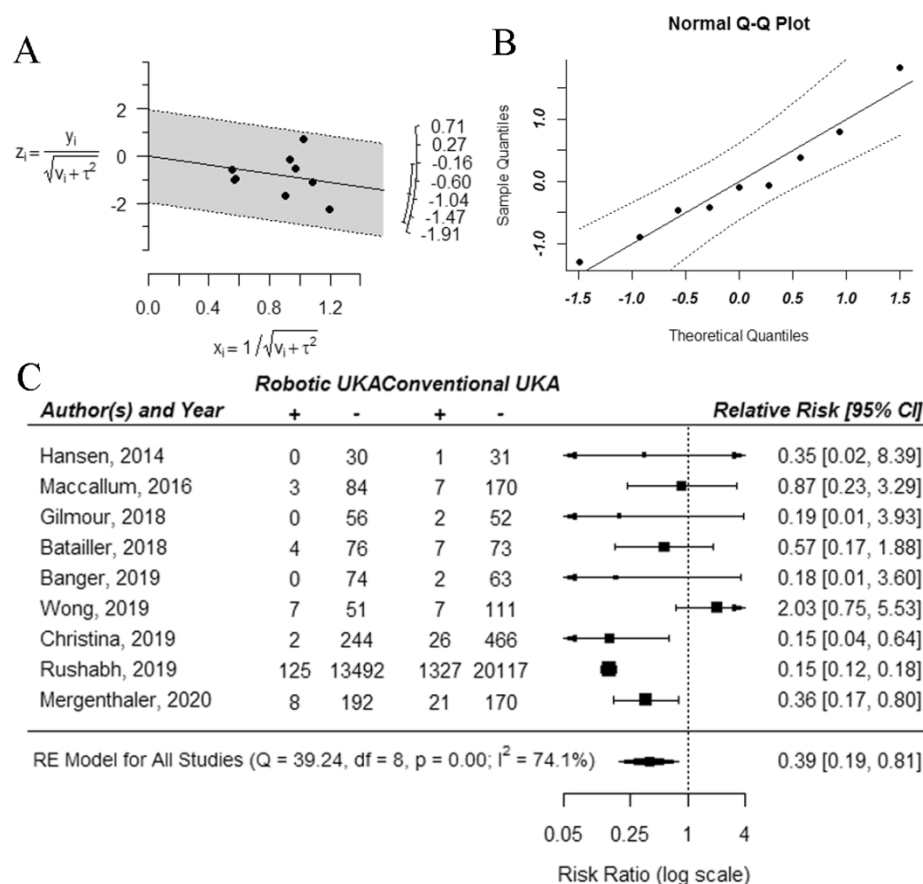 A
z_i = y_i / √(v_i + τ²)
2
0
-2
0.71
0.27
-0.16
-0.60
-1.04
-1.47
-1.91
0.0 0.4 0.8 1.2
x_i = 1/√(v_i + τ²)
B
Normal Q-Q Plot
Sample Quantiles
1.0
0.0
-1.0
-1.5 -1.0 -0.5 0.0 0.5 1.0 1.5
Theoretical Quantiles
C
Robotic UKAConventional UKA
Author(s) and Year + - + - Relative Risk [95% CI]
Hansen, 2014 0 30 1 31 0.35 [0.02, 8.39]
Maccallum, 2016 3 84 7 170 0.87 [0.23, 3.29]
Gilmour, 2018 0 56 2 52 0.19 [0.01, 3.93]
Batailler, 2018 4 76 7 73 0.57 [0.17, 1.88]
Banger, 2019 0 74 2 63 0.18 [0.01, 3.60]
Wong, 2019 7 51 7 111 2.03 [0.75, 5.53]
Christina, 2019 2 244 26 466 0.15 [0.04, 0.64]
Rushabh, 2019 125 13492 1327 20117 0.15 [0.12, 0.18]
Mergenthaler, 2020 8 192 21 170 0.36 [0.17, 0.80]
RE Model for All Studies (Q = 39.24, df = 8, p = 0.00; I² = 74.1%) 0.39 [0.19, 0.81]
0.05 0.25 1 4
Risk Ratio (log scale)